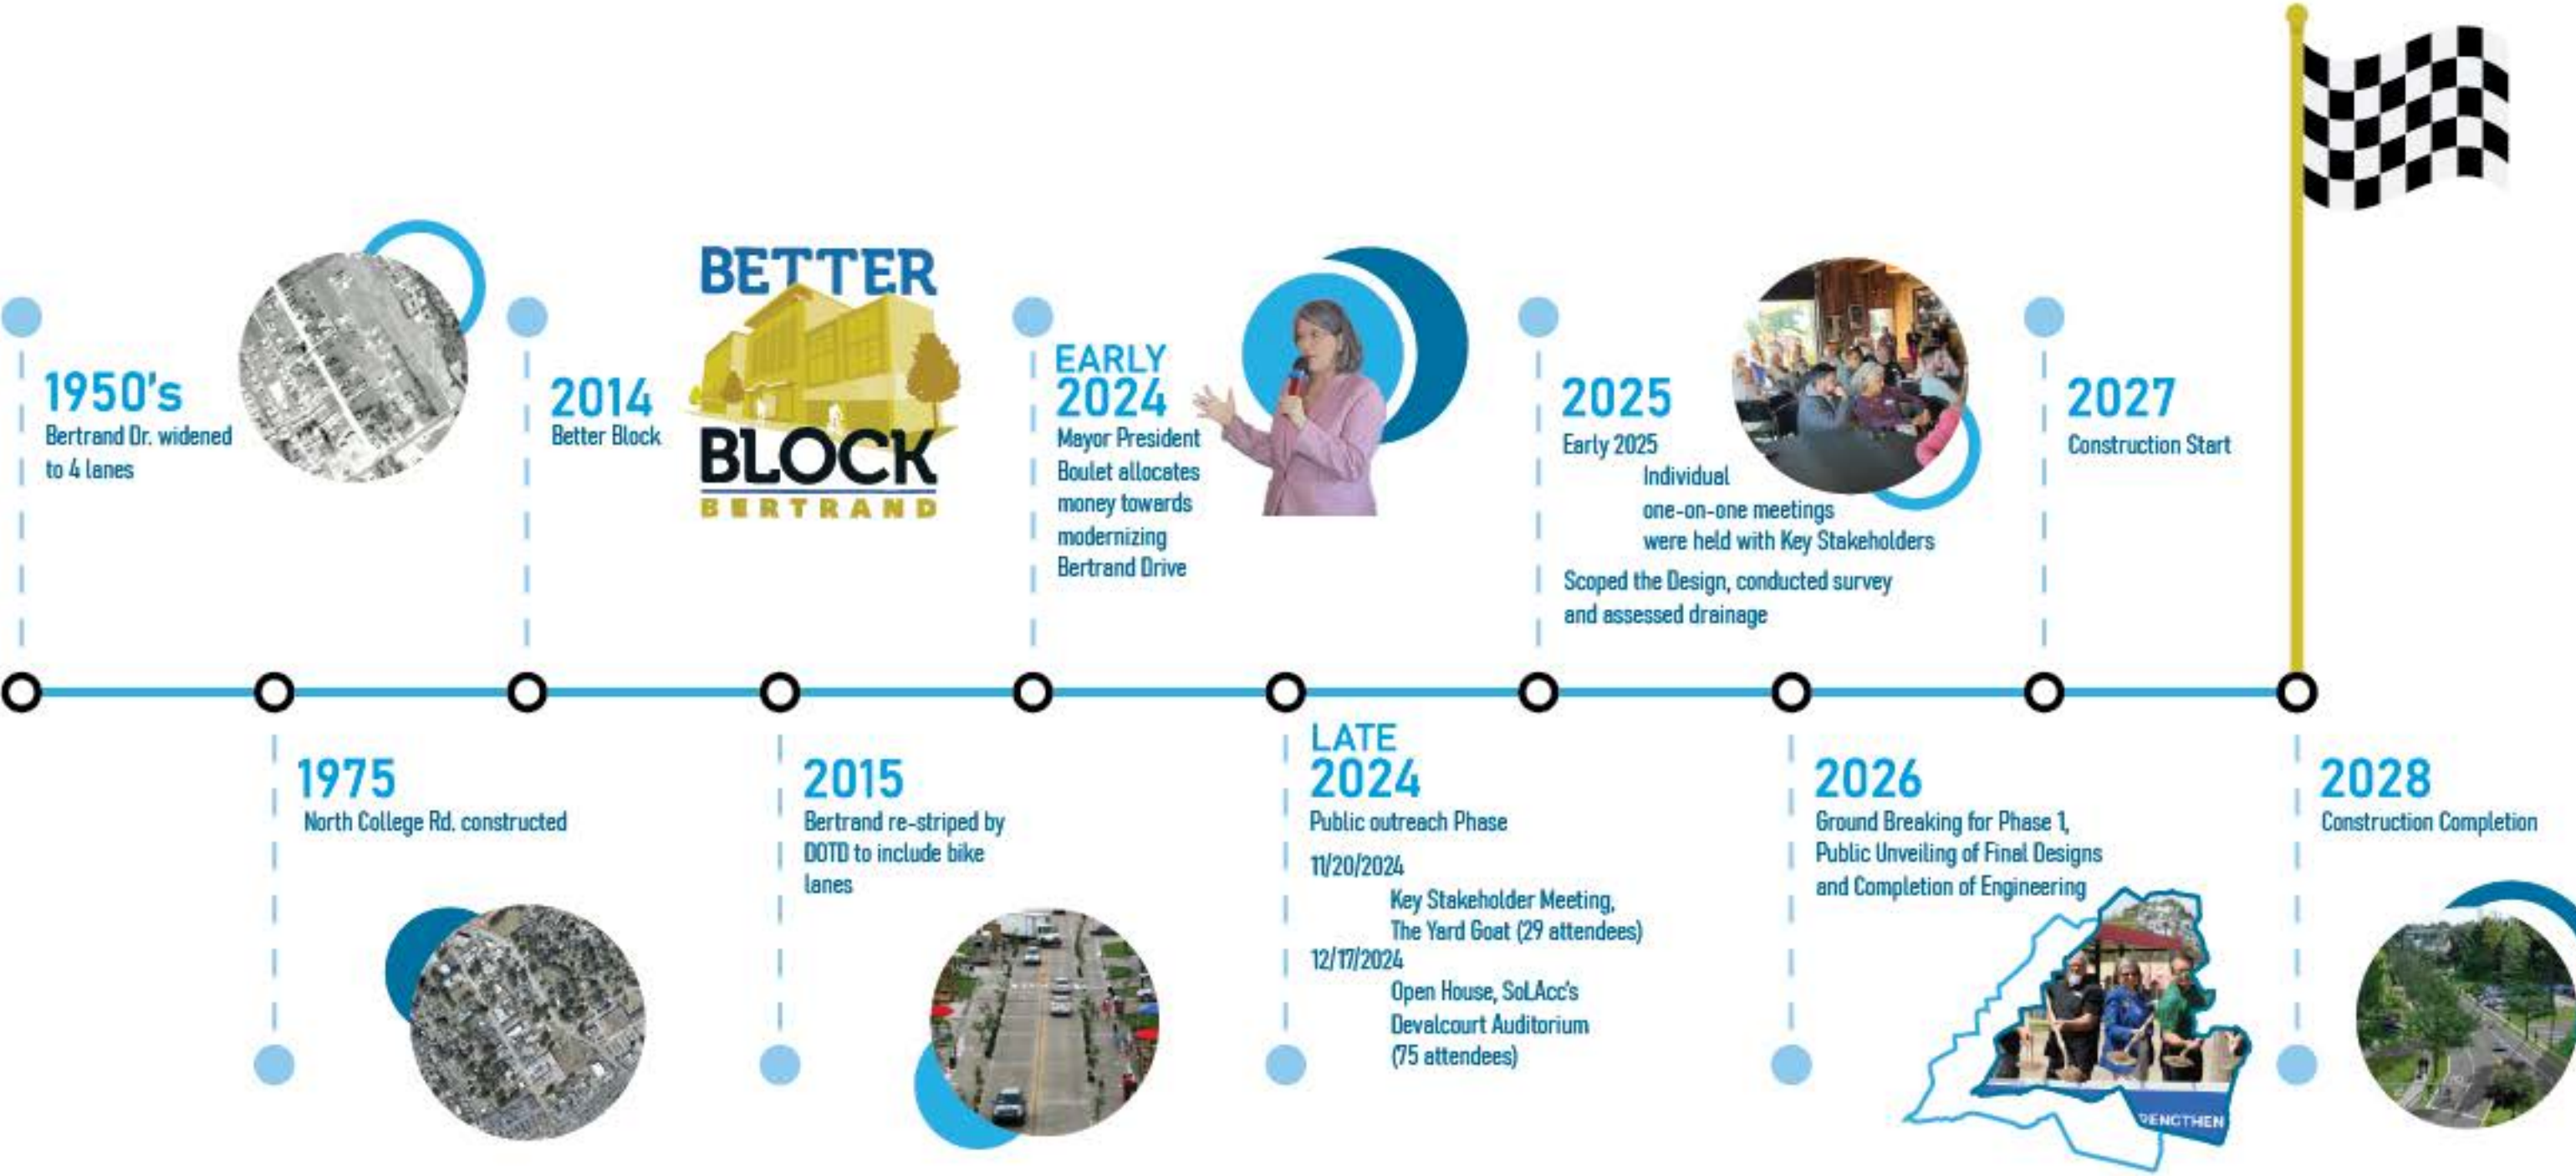 1950's
Bertrand Dr. widened
to 4 lanes
1975
North College Rd. constructed
2014
Better Block
BETTER
BLOCK
BERTRAND
2015
Bertrand re-striped by
DOTD to include bike
lanes
EARLY
2024
Mayor President
Boulet allocates
money towards
modernizing
Bertrand Drive
LATE
2024
Public outreach Phase
11/20/2024
Key Stakeholder Meeting,
The Yard Goat (29 attendees)
12/17/2024
Open House, SoLAcc's
Devalcourt Auditorium
(75 attendees)
2025
Early 2025
Individual
one-on-one meetings
were held with Key Stakeholders
Scoped the Design, conducted survey
and assessed drainage
2026
Ground Breaking for Phase 1,
Public Unveiling of Final Designs
and Completion of Engineering
RENGTHEN
2027
Construction Start
2028
Construction Completion